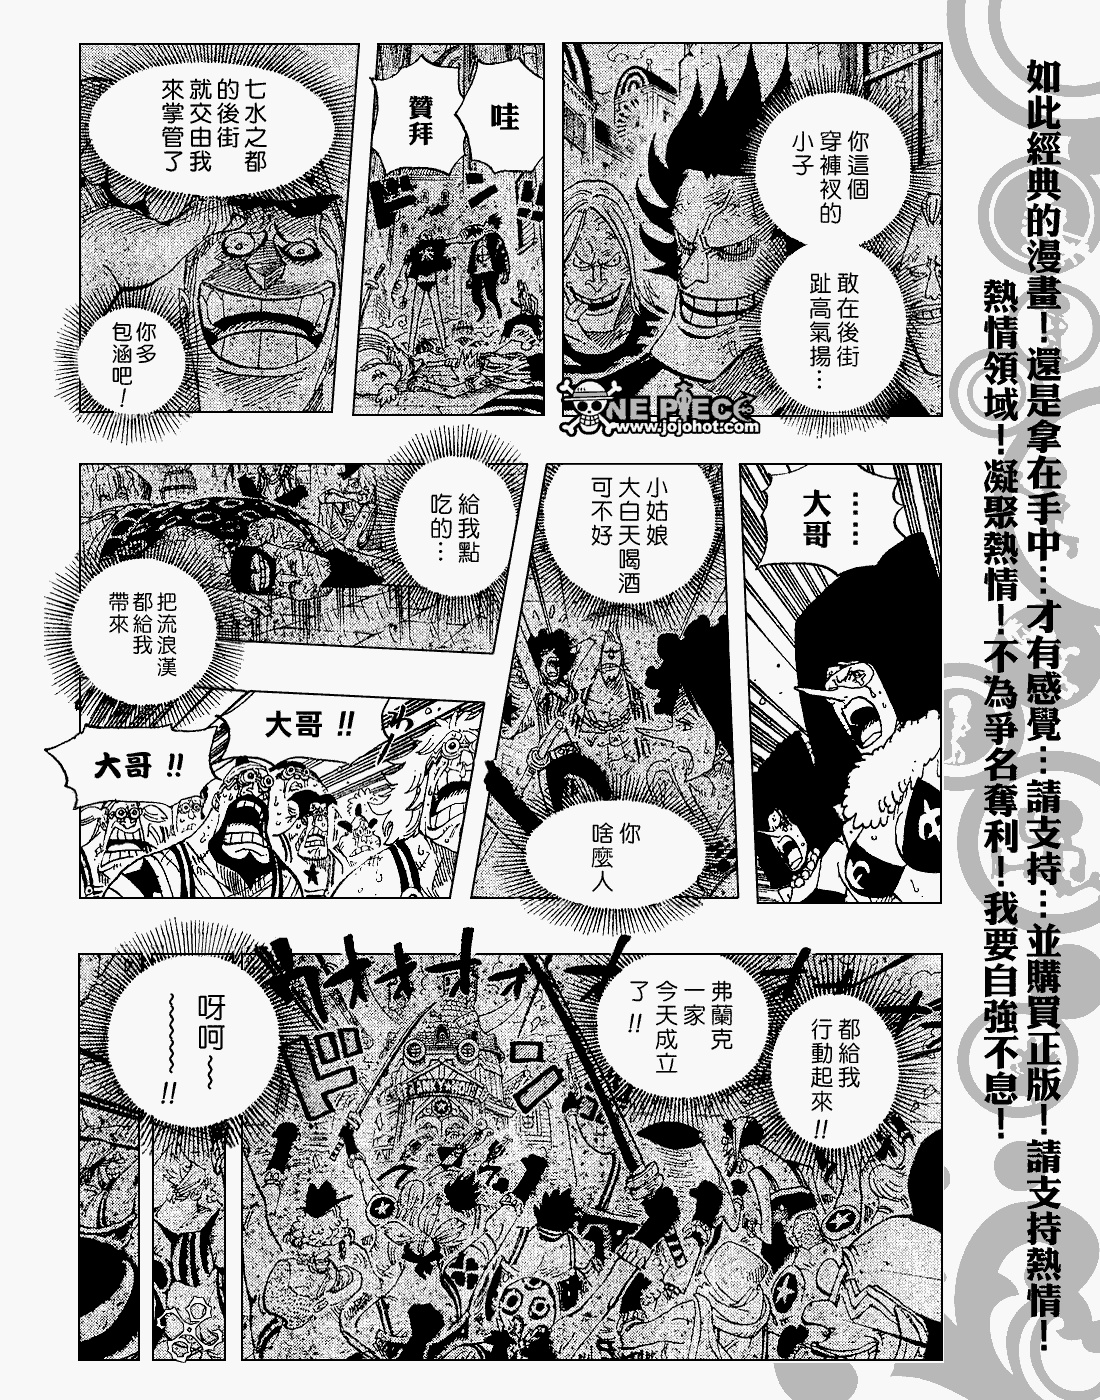 你這個
穿褲衩的
小子
敢在後街
趾高氣揚…
哇
贊拜
七水之都
的後街
就交由我
來掌管了
你多
包涵吧！
ONE PIECE
www.jojohot.com
……
大哥
小姑娘
大白天喝酒
可不好
你
啥麼人
給我點
吃的…
把流浪漢
都給我
帶來
大哥!!
大哥!!
都給我
行動起來!!
弗蘭克
一家
今天成立
了!!
呀呵～
～～～～!!
如此經典的漫畫！還是拿在手中…才有感覺…請支持…並購買正版！請支持熱情！
熱情領域！凝聚熱情！不為爭名奪利！我要自強不息！